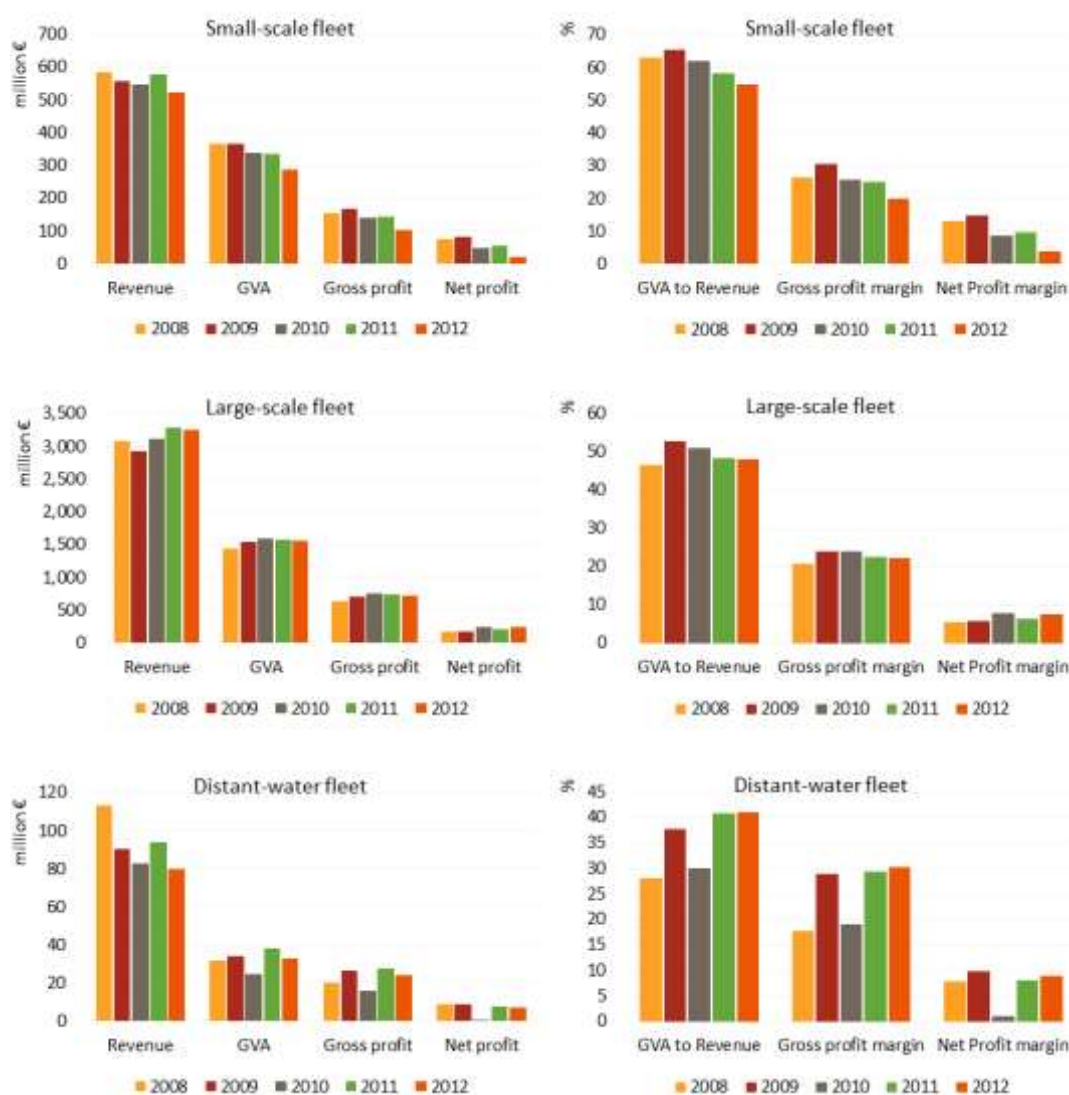 Small-scale fleet
million €
700
600
500
400
300
200
100
0
Revenue GVA Gross profit Net profit
2008 2009 2010 2011 2012
Small-scale fleet
%
70
60
50
40
30
20
10
0
GVA to Revenue Gross profit margin Net Profit margin
2008 2009 2010 2011 2012
Large-scale fleet
million €
3,500
3,000
2,500
2,000
1,500
1,000
500
0
Revenue GVA Gross profit Net profit
2008 2009 2010 2011 2012
Large-scale fleet
%
60
50
40
30
20
10
0
GVA to Revenue Gross profit margin Net Profit margin
2008 2009 2010 2011 2012
Distant-water fleet
million €
120
100
80
60
40
20
0
Revenue GVA Gross profit Net profit
2008 2009 2010 2011 2012
Distant-water fleet
%
45
40
35
30
25
20
15
10
5
0
GVA to Revenue Gross profit margin Net Profit margin
2008 2009 2010 2011 2012